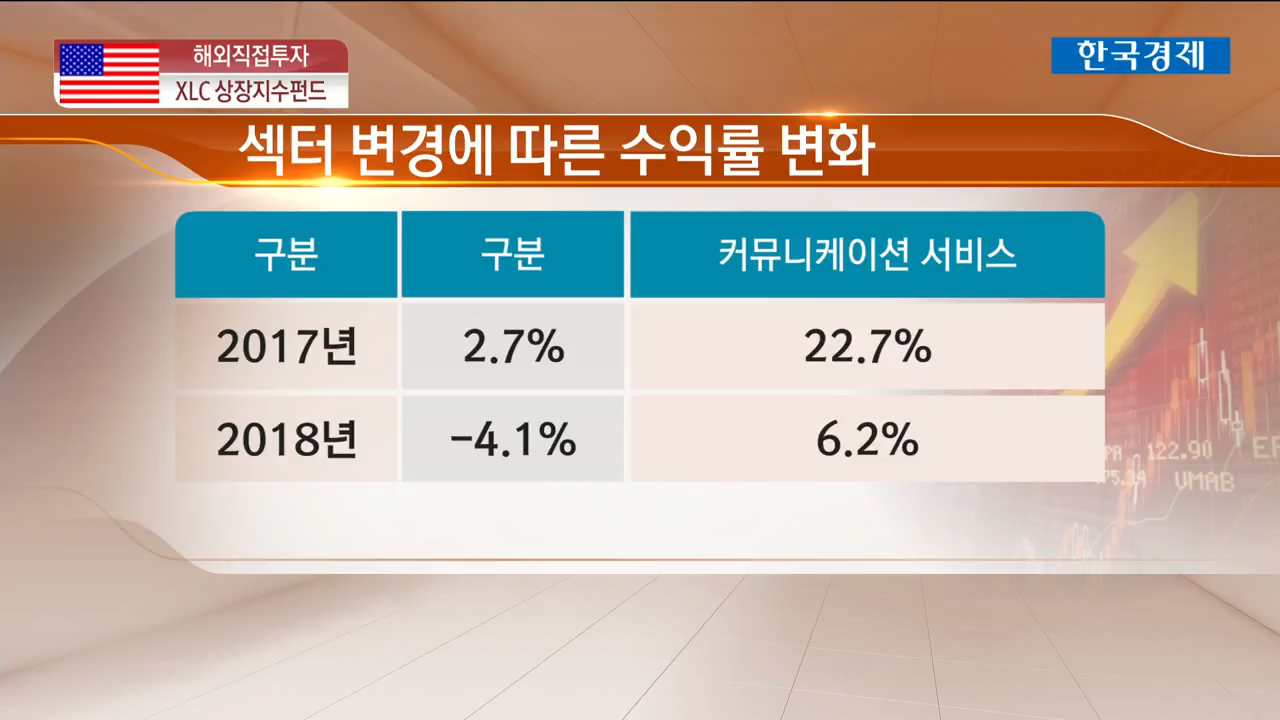 해외직접투자
XLC 상장지수펀드
한국경제
섹터 변경에 따른 수익률 변화
구분 구분 커뮤니케이션 서비스
2017년 2.7% 22.7%
2018년 -4.1% 6.2%
122.90
VMAB